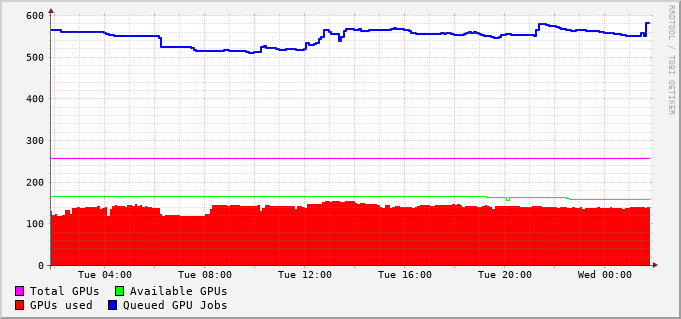 600
500
400
300
200
100
0
Tue 04:00 Tue 08:00 Tue 12:00 Tue 16:00 Tue 20:00 Wed 00:00
Total GPUs Available GPUs
GPUs used Queued GPU Jobs
RRDTOOL / TOBI OETIKER